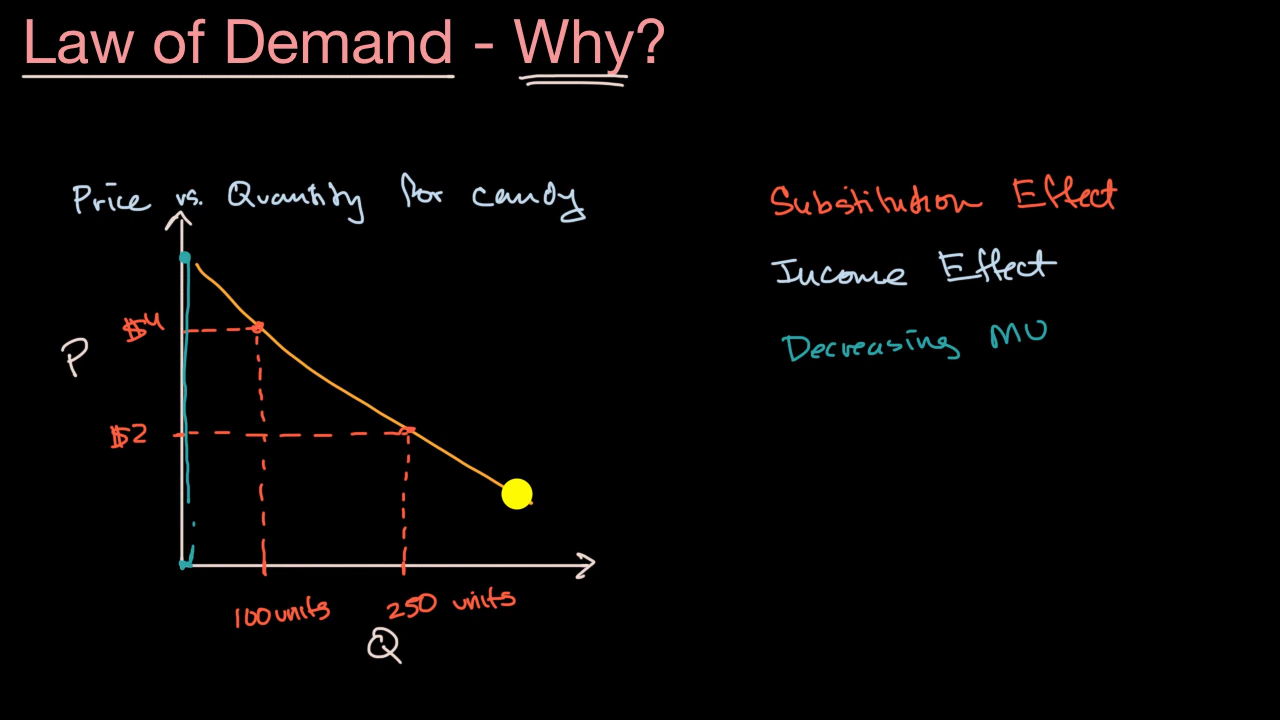 Law of Demand - Why?
Price vs. Quantity for candy
$4
P
$2
100 units
250 units
Q
Substitution Effect
Income Effect
Decreasing MU